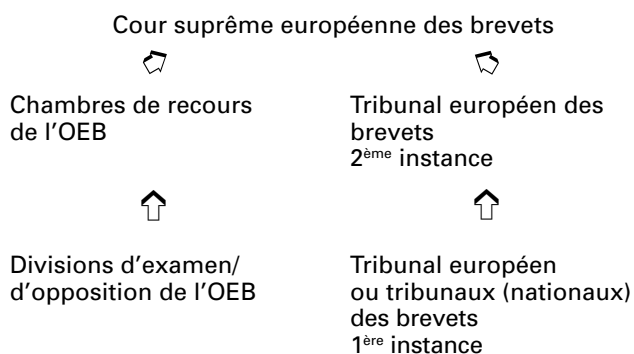 Cour suprême européenne des brevets
Chambres de recours
de l'OEB
Tribunal européen des
brevets
2ème instance
Divisions d'examen/
d'opposition de l'OEB
Tribunal européen
ou tribunaux (nationaux)
des brevets
1ère instance